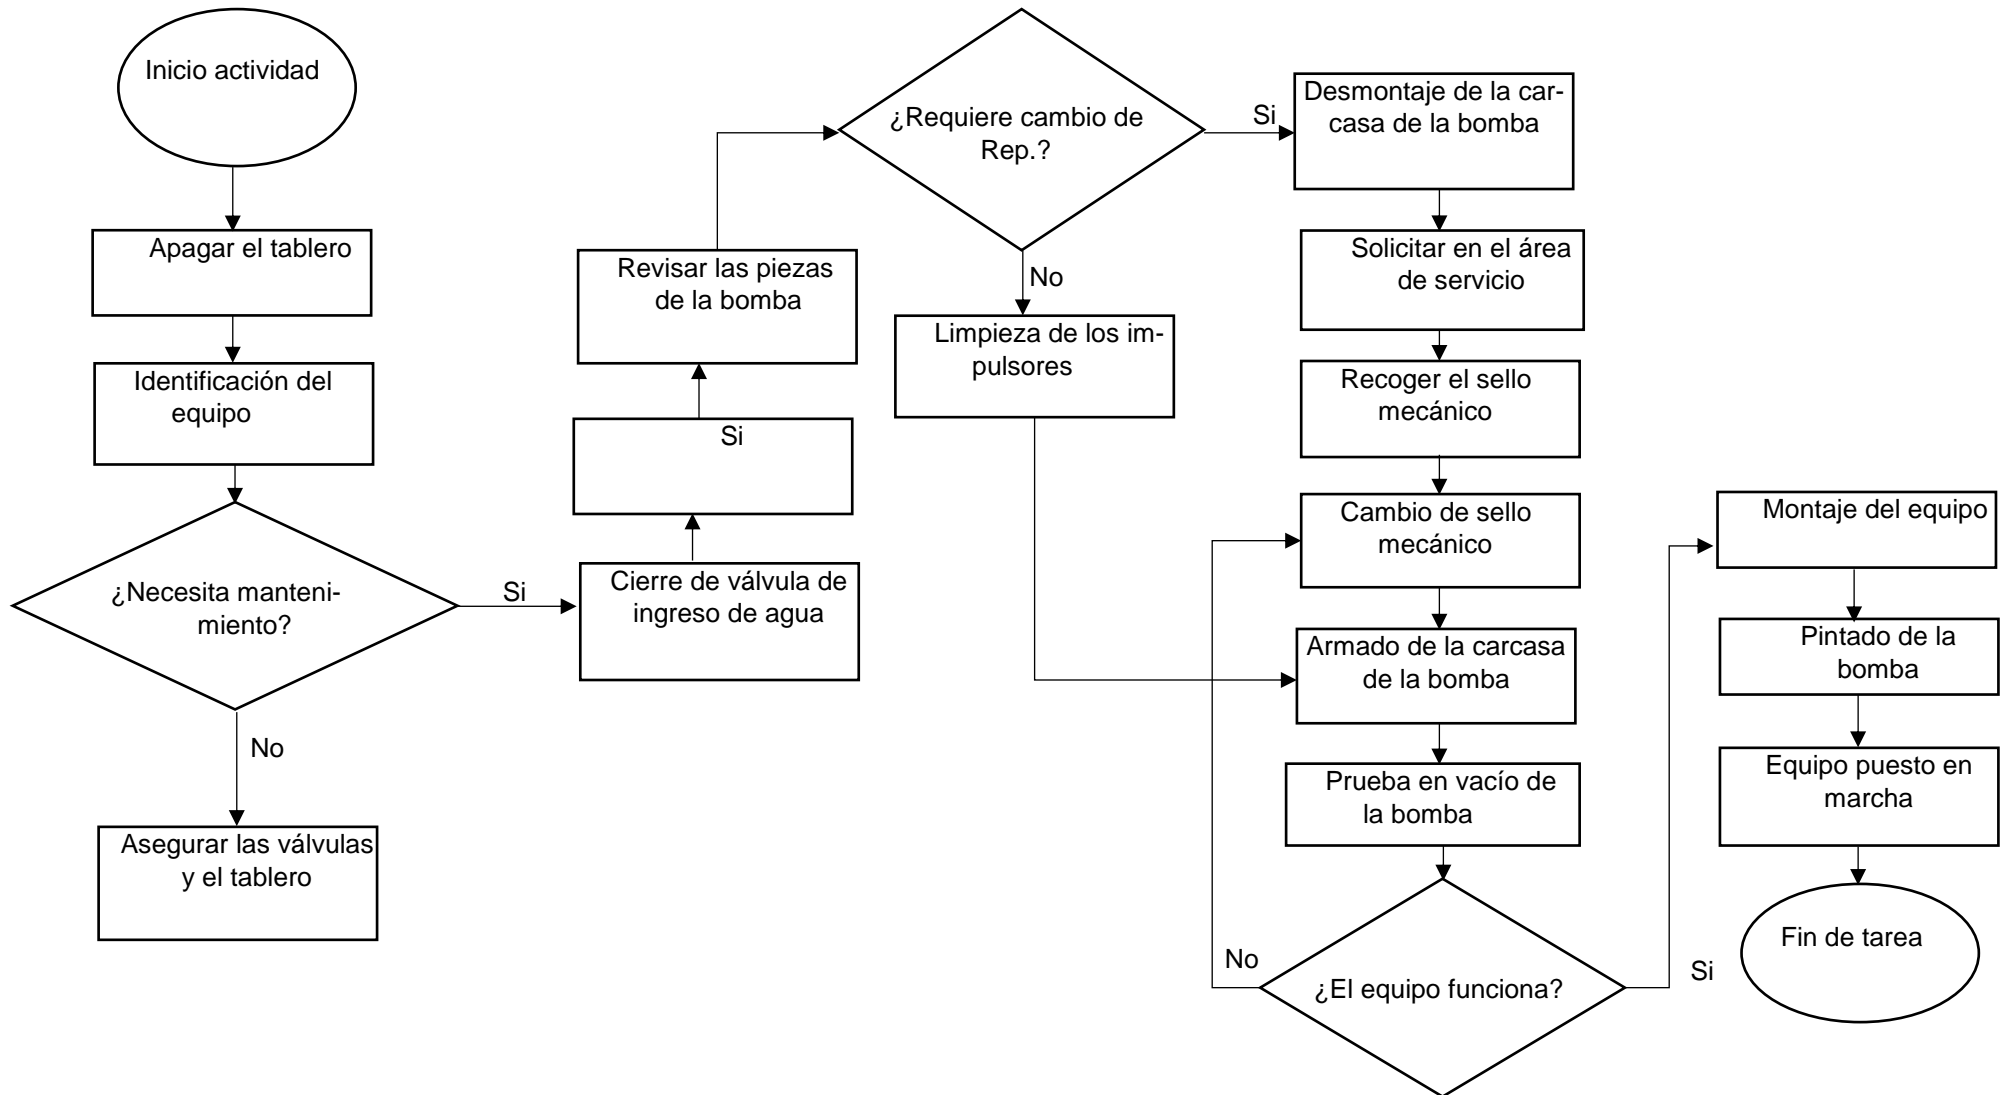 Inicio actividad
Apagar el tablero
Identificación del
equipo
¿Necesita manteni-
miento?
No
Asegurar las válvulas
y el tablero
Si
Cierre de válvula de
ingreso de agua
Si
Revisar las piezas
de la bomba
¿Requiere cambio de
Rep.?
No
Limpieza de los im-
pulsores
Si
Desmontaje de la car-
casa de la bomba
Solicitar en el área
de servicio
Recoger el sello
mecánico
Cambio de sello
mecánico
Armado de la carcasa
de la bomba
Prueba en vacío de
la bomba
¿El equipo funciona?
No
Si
Montaje del equipo
Pintado de la
bomba
Equipo puesto en
marcha
Fin de tarea